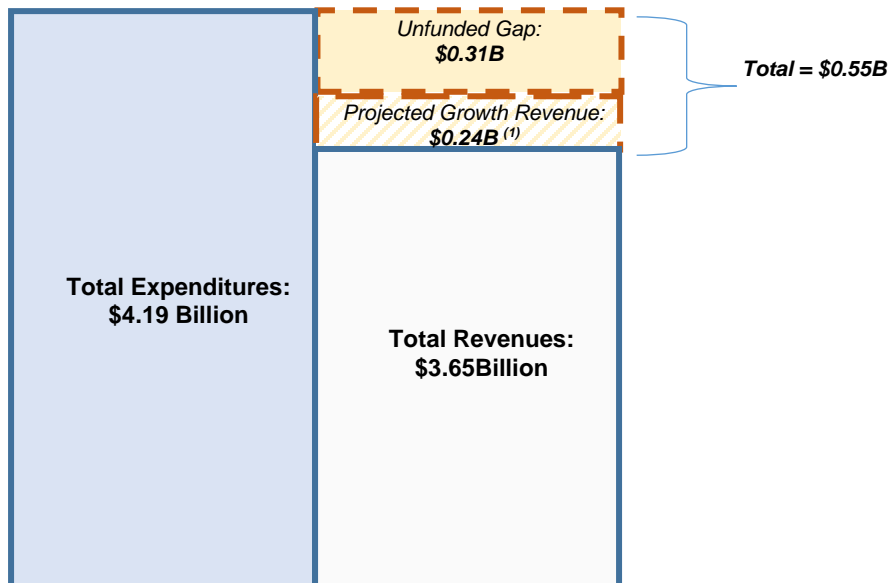 Unfunded Gap:
$0.31B
Total = $0.55B
Projected Growth Revenue:
$0.24B (1)
Total Expenditures:
$4.19 Billion
Total Revenues:
$3.65Billion